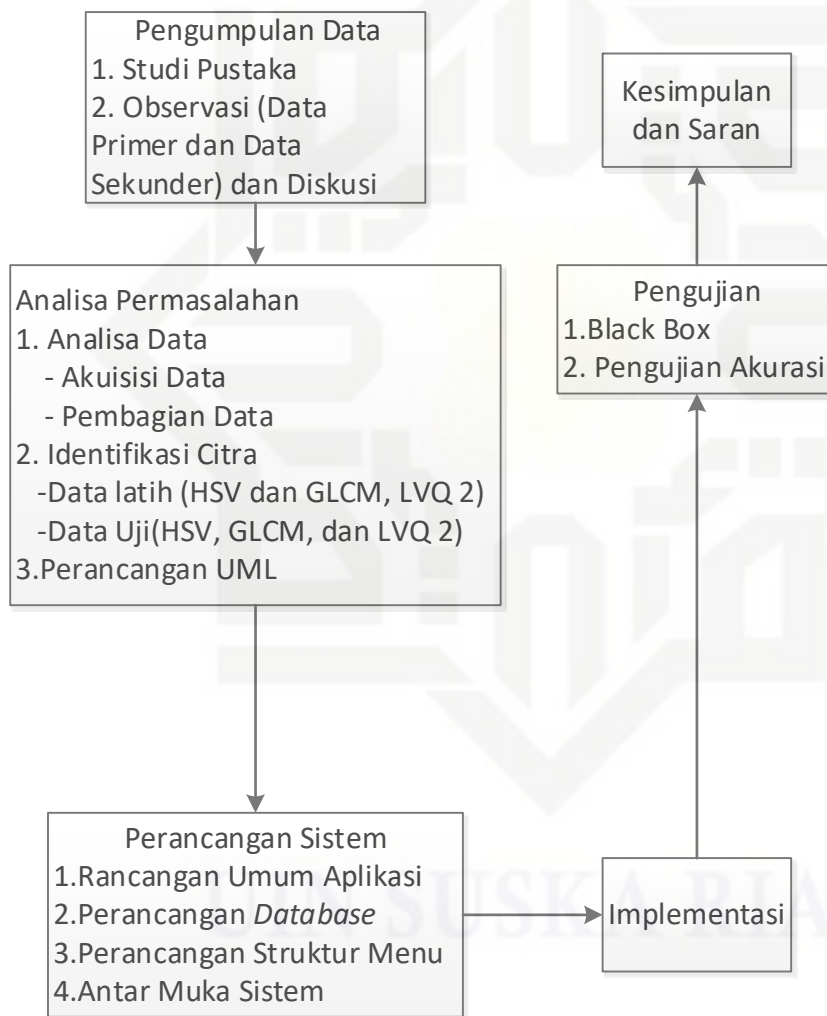 Pengumpulan Data
1. Studi Pustaka
2. Observasi (Data
Primer dan Data
Sekunder) dan Diskusi
Analisa Permasalahan
1. Analisa Data
- Akuisisi Data
- Pembagian Data
2. Identifikasi Citra
-Data latih (HSV dan GLCM, LVQ 2)
-Data Uji(HSV, GLCM, dan LVQ 2)
3.Perancangan UML
Perancangan Sistem
1.Rancangan Umum Aplikasi
2.Perancangan Database
3.Perancangan Struktur Menu
4.Antar Muka Sistem
Implementasi
Pengujian
1.Black Box
2. Pengujian Akurasi
Kesimpulan
dan Saran
UIN SUSKA RIA